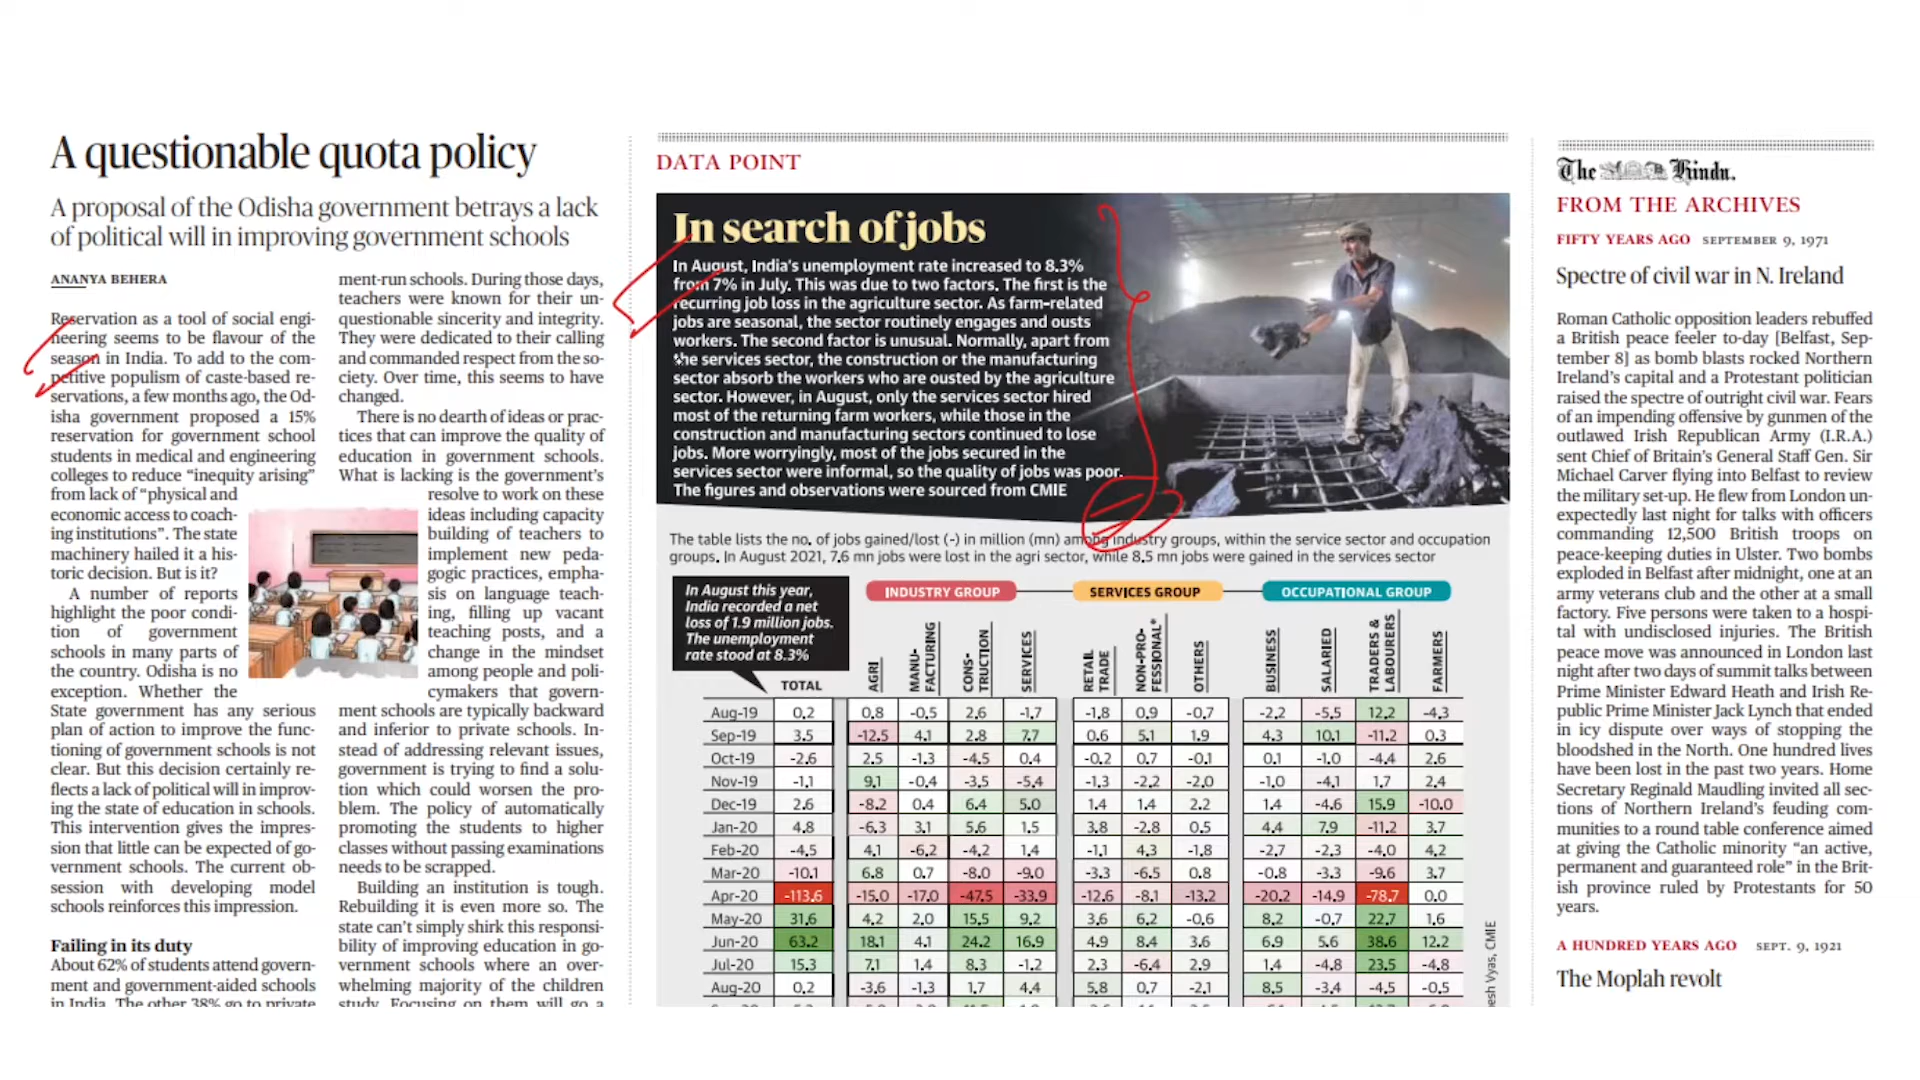 A questionable quota policy
A proposal of the Odisha government betrays a lack
of political will in improving government schools
ANANYA BEHERA
Reservation as a tool of social engi-
neering seems to be flavour of the
season in India. To add to the com-
petitive populism of caste-based re-
servations, a few months ago, the Od-
isha government proposed a 15%
reservation for government school
students in medical and engineering
colleges to reduce “inequity arising”
from lack of “physical and
economic access to coach-
ing institutions”. The state
machinery hailed it a his-
toric decision. But is it?
A number of reports
highlight the poor condi-
tion of government
schools in many parts of
the country. Odisha is no
exception. Whether the
State government has any serious
plan of action to improve the func-
tioning of government schools is not
clear. But this decision certainly re-
flects a lack of political will in improv-
ing the state of education in schools.
This intervention gives the impres-
sion that little can be expected of go-
vernment schools. The current ob-
session with developing model
schools reinforces this impression.
Failing in its duty
About 62% of students attend govern-
ment and government-aided schools
in India. The other 38% go to private
ment-run schools. During those days,
teachers were known for their un-
questionable sincerity and integrity.
They were dedicated to their calling
and commanded respect from the so-
ciety. Over time, this seems to have
changed.
There is no dearth of ideas or prac-
tices that can improve the quality of
education in government schools.
What is lacking is the government’s
resolve to work on these
ideas including capacity
building of teachers to
implement new peda-
gogic practices, empha-
sis on language teach-
ing, filling up vacant
teaching posts, and a
change in the mindset
among people and poli-
cymakers that govern-
ment schools are typically backward
and inferior to private schools. In-
stead of addressing relevant issues,
government is trying to find a solu-
tion which could worsen the pro-
blem. The policy of automatically
promoting the students to higher
classes without passing examinations
needs to be scrapped.
Building an institution is tough.
Rebuilding it is even more so. The
state can’t simply shirk this responsi-
bility of improving education in go-
vernment schools where an over-
whelming majority of the children
study. Focusing on them will go a
DATA POINT
In search of jobs
In August, India's unemployment rate increased to 8.3%
from 7% in July. This was due to two factors. The first is the
recurring job loss in the agriculture sector. As farm-related
jobs are seasonal, the sector routinely engages and ousts
workers. The second factor is unusual. Normally, apart from
the services sector, the construction or the manufacturing
sector absorb the workers who are ousted by the agriculture
sector. However, in August, only the services sector hired
most of the returning farm workers, while those in the
construction and manufacturing sectors continued to lose
jobs. More worryingly, most of the jobs secured in the
services sector were informal, so the quality of jobs was poor.
The figures and observations were sourced from CMIE
The table lists the no. of jobs gained/lost (-) in million (mn) among industry groups, within the service sector and occupation
groups. In August 2021, 7.6 mn jobs were lost in the agri sector, while 8.5 mn jobs were gained in the services sector
In August this year,
India recorded a net
loss of 1.9 million jobs.
The unemployment
rate stood at 8.3%
INDUSTRY GROUP SERVICES GROUP OCCUPATIONAL GROUP
TOTAL AGRI MANU-FACTURING CONS-TRUCTION SERVICES RETAIL TRADE NON-PRO-FESSIONAL* OTHERS BUSINESS SALARIED TRADERS & LABOURERS FARMERS
Aug-19 0.2 0.8 -0.5 2.6 -1.7 -1.8 0.9 -0.7 -2.2 -5.5 12.2 -4.3
Sep-19 3.5 -12.5 4.1 2.8 7.7 0.6 5.1 1.9 4.3 10.1 -11.2 0.3
Oct-19 -2.6 2.5 -1.3 -4.5 0.4 -0.2 0.7 -0.1 0.1 -1.0 -4.4 2.6
Nov-19 -1.1 9.1 -0.4 -3.5 -5.4 -1.3 -2.2 -2.0 -1.0 -4.1 1.7 2.4
Dec-19 2.6 -8.2 0.4 6.4 5.0 1.4 1.4 2.2 1.4 -4.6 15.9 -10.0
Jan-20 4.8 -6.3 3.1 5.6 1.5 3.8 -2.8 0.5 4.4 7.9 -11.2 3.7
Feb-20 -4.5 4.1 -6.2 -4.2 1.4 -1.1 4.3 -1.8 -2.7 -2.3 -4.0 4.2
Mar-20 -10.1 6.8 0.7 -8.0 -9.0 -3.3 -6.5 0.8 -0.8 -3.3 -9.6 3.7
Apr-20 -113.6 -15.0 -17.0 -47.5 -33.9 -12.6 -8.1 -13.2 -20.2 -14.9 -78.7 0.0
May-20 31.6 4.2 2.0 15.5 9.2 3.6 6.2 -0.6 8.2 -0.7 22.7 1.6
Jun-20 63.2 18.1 4.1 24.2 16.9 4.9 8.4 3.6 6.9 5.6 38.6 12.2
Jul-20 15.3 7.1 1.4 8.3 -1.2 2.3 -6.4 2.9 1.4 -4.8 23.5 -4.8
Aug-20 0.2 -3.6 -1.3 1.7 4.4 5.8 0.7 -2.1 8.5 -3.4 -4.5 -0.5
esh Vyas, CMIE
The Hindu.
FROM THE ARCHIVES
FIFTY YEARS AGO SEPTEMBER 9, 1971
Spectre of civil war in N. Ireland
Roman Catholic opposition leaders rebuffed
a British peace feeler to-day [Belfast, Sep-
tember 8] as bomb blasts rocked Northern
Ireland’s capital and a Protestant politician
raised the spectre of outright civil war. Fears
of an impending offensive by gunmen of the
outlawed Irish Republican Army (I.R.A.)
sent Chief of Britain’s General Staff Gen. Sir
Michael Carver flying into Belfast to review
the military set-up. He flew from London un-
expectedly last night for talks with officers
commanding 12,500 British troops on
peace-keeping duties in Ulster. Two bombs
exploded in Belfast after midnight, one at an
army veterans club and the other at a small
factory. Five persons were taken to a hospi-
tal with undisclosed injuries. The British
peace move was announced in London last
night after two days of summit talks between
Prime Minister Edward Heath and Irish Re-
public Prime Minister Jack Lynch that ended
in icy dispute over ways of stopping the
bloodshed in the North. One hundred lives
have been lost in the past two years. Home
Secretary Reginald Maudling invited all sec-
tions of Northern Ireland’s feuding com-
munities to a round table conference aimed
at giving the Catholic minority “an active,
permanent and guaranteed role” in the Brit-
ish province ruled by Protestants for 50
years.
A HUNDRED YEARS AGO SEPT. 9, 1921
The Moplah revolt